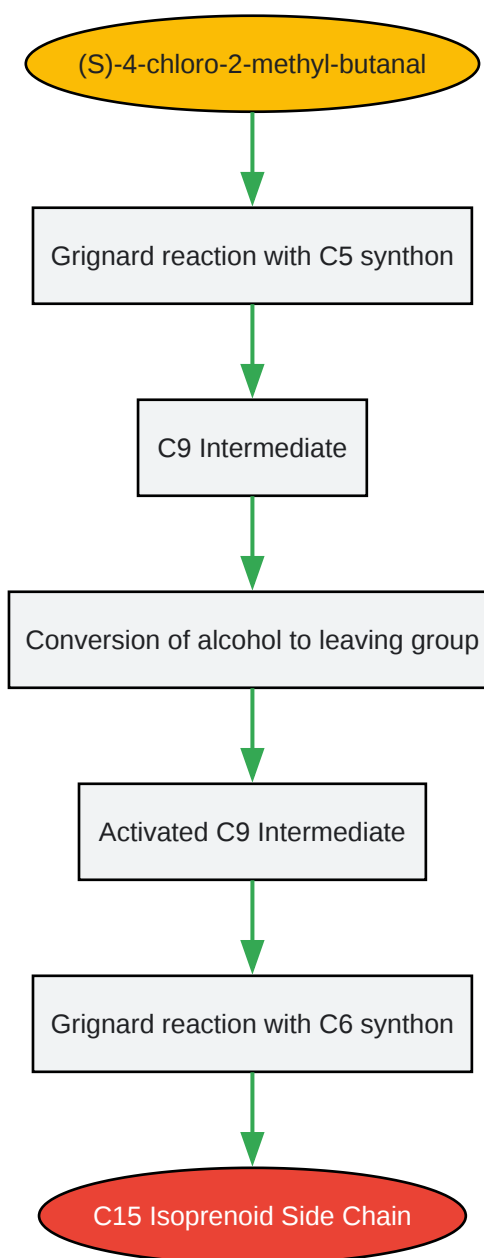 (S)-4-chloro-2-methyl-butanal
Grignard reaction with C5 synthon
C9 Intermediate
Conversion of alcohol to leaving group
Activated C9 Intermediate
Grignard reaction with C6 synthon
C15 Isoprenoid Side Chain